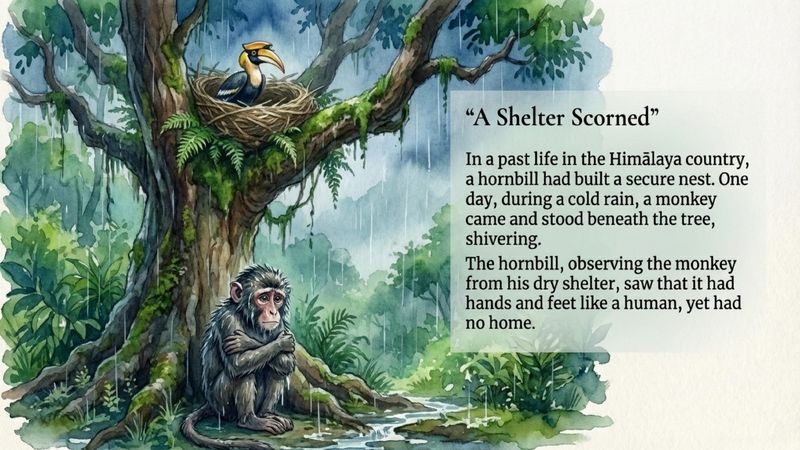 “A Shelter Scorned”
In a past life in the Himālaya country,
a hornbill had built a secure nest. One
day, during a cold rain, a monkey
came and stood beneath the tree,
shivering.
The hornbill, observing the monkey
from his dry shelter, saw that it had
hands and feet like a human, yet had
no home.